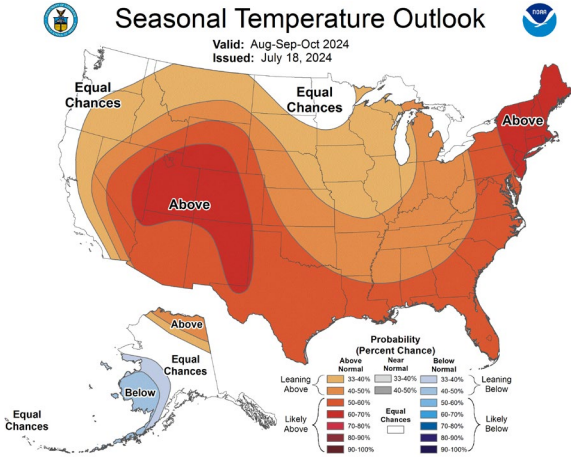 Seasonal Temperature Outlook
NOAA
Valid: Aug-Sep-Oct 2024
Issued: July 18, 2024
Equal
Chances
Equal
Chances
Above
Above
Above
Equal
Chances
Below
Equal
Chances
Probability
(Percent Chance)
Above
Normal
Near
Normal
Below
Normal
Leaning
Above
33-40%
40-50%
33-40%
40-50%
33-40%
40-50%
Leaning
Below
Likely
Above
50-60%
60-70%
70-80%
80-90%
90-100%
Equal
Chances
50-60%
60-70%
70-80%
80-90%
90-100%
Likely
Below